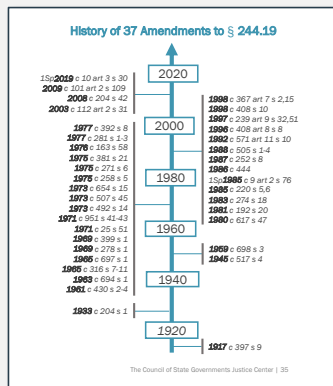 History of 37 Amendments to § 244.19
2020
1Sp2019 c 10 art 3 s 30
2009 c 101 art 2 s 109
2008 c 204 s 42
2003 c 112 art 2 s 31
1998 c 367 art 7 s 2,15
1998 c 408 s 10
1997 c 239 art 9 s 32,51
1996 c 408 art 8 s 8
1992 c 571 art 11 s 10
1988 c 505 s 1-4
1987 c 252 s 8
1986 c 444
1Sp1985 c 9 art 2 s 76
1985 c 220 s 5,6
1983 c 274 s 18
1981 c 192 s 20
1980 c 617 s 47
2000
1977 c 392 s 8
1977 c 281 s 1-3
1976 c 163 s 58
1975 c 381 s 21
1975 c 271 s 6
1975 c 258 s 5
1973 c 654 s 15
1973 c 507 s 45
1973 c 492 s 14
1971 c 951 s 41-43
1971 c 25 s 51
1969 c 399 s 1
1969 c 278 s 1
1965 c 697 s 1
1965 c 316 s 7-11
1963 c 694 s 1
1961 c 430 s 2-4
1980
1960
1959 c 698 s 3
1945 c 517 s 4
1940
1933 c 204 s 1
1920
1917 c 397 s 9
The Council of State Governments Justice Center | 35